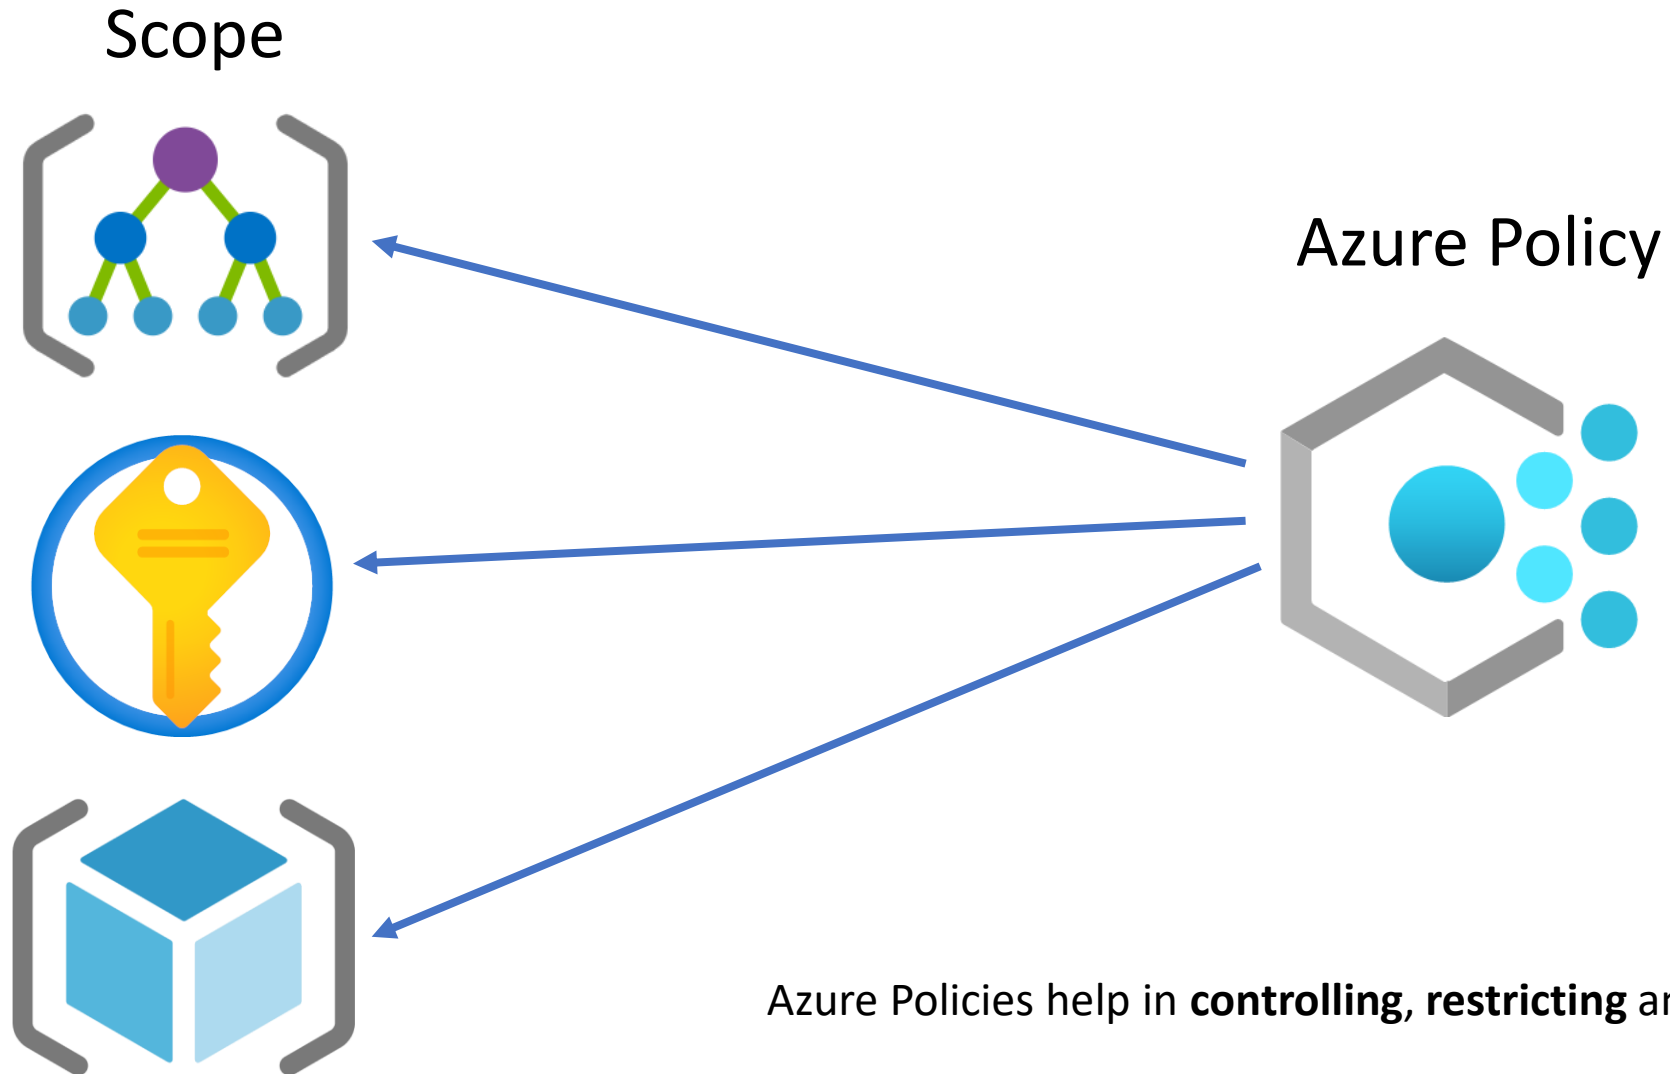 Scope
Azure Policy
Azure Policies help in controlling, restricting